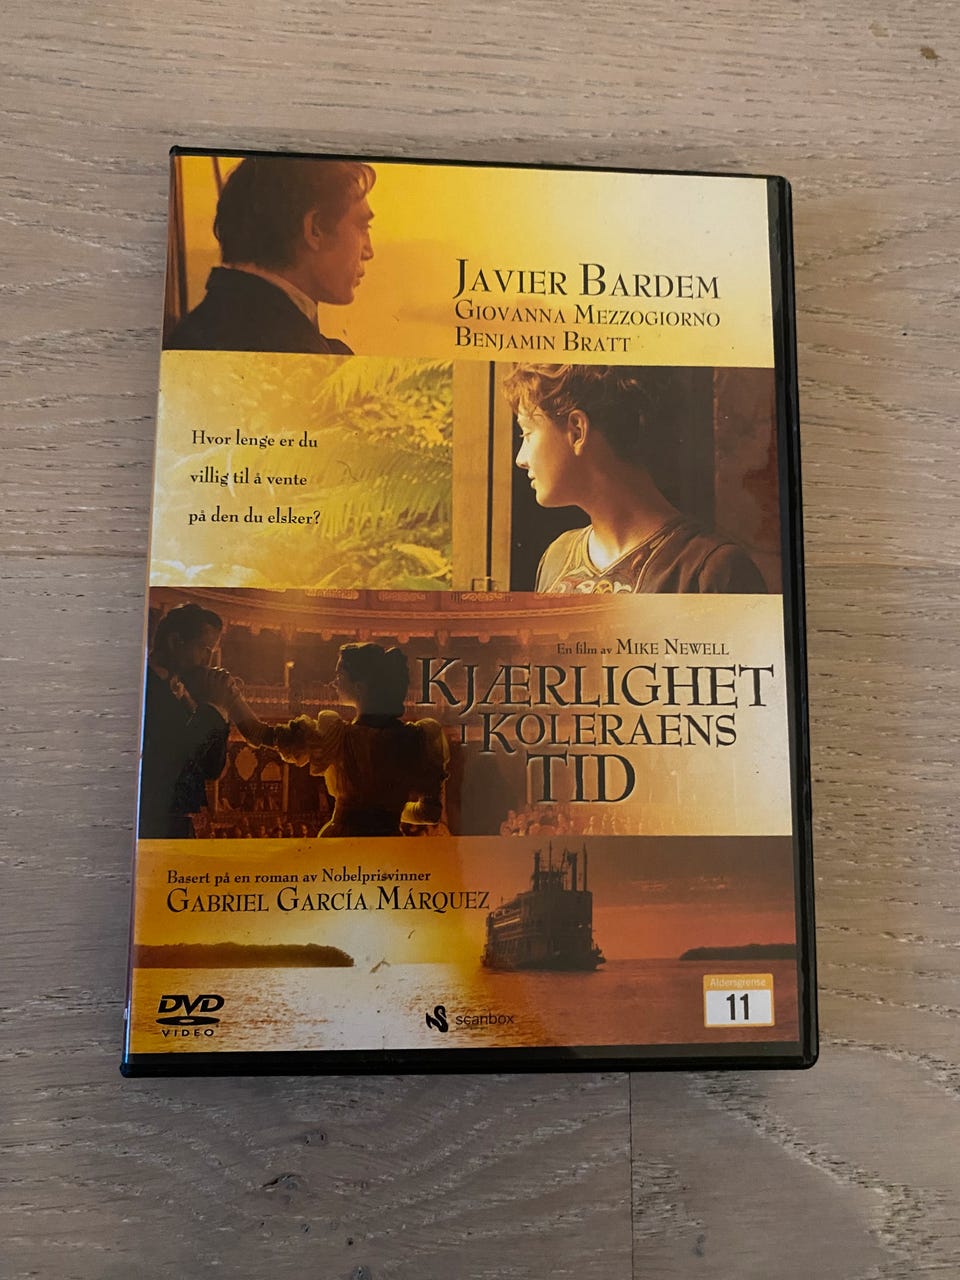 JAVIER BARDEM
GIOVANNA MEZZOGIORNO
BENJAMIN BRATT
Hvor lenge er du
villig til å vente
på den du elsker?
En film av MIKE NEWELL
KJÆRLIGHET
I KOLERAENS
TID
Basert på en roman av Nobelprisvinner
GABRIEL GARCÍA MÁRQUEZ
DVD
VIDEO
scanbox
Aldersgrense
11